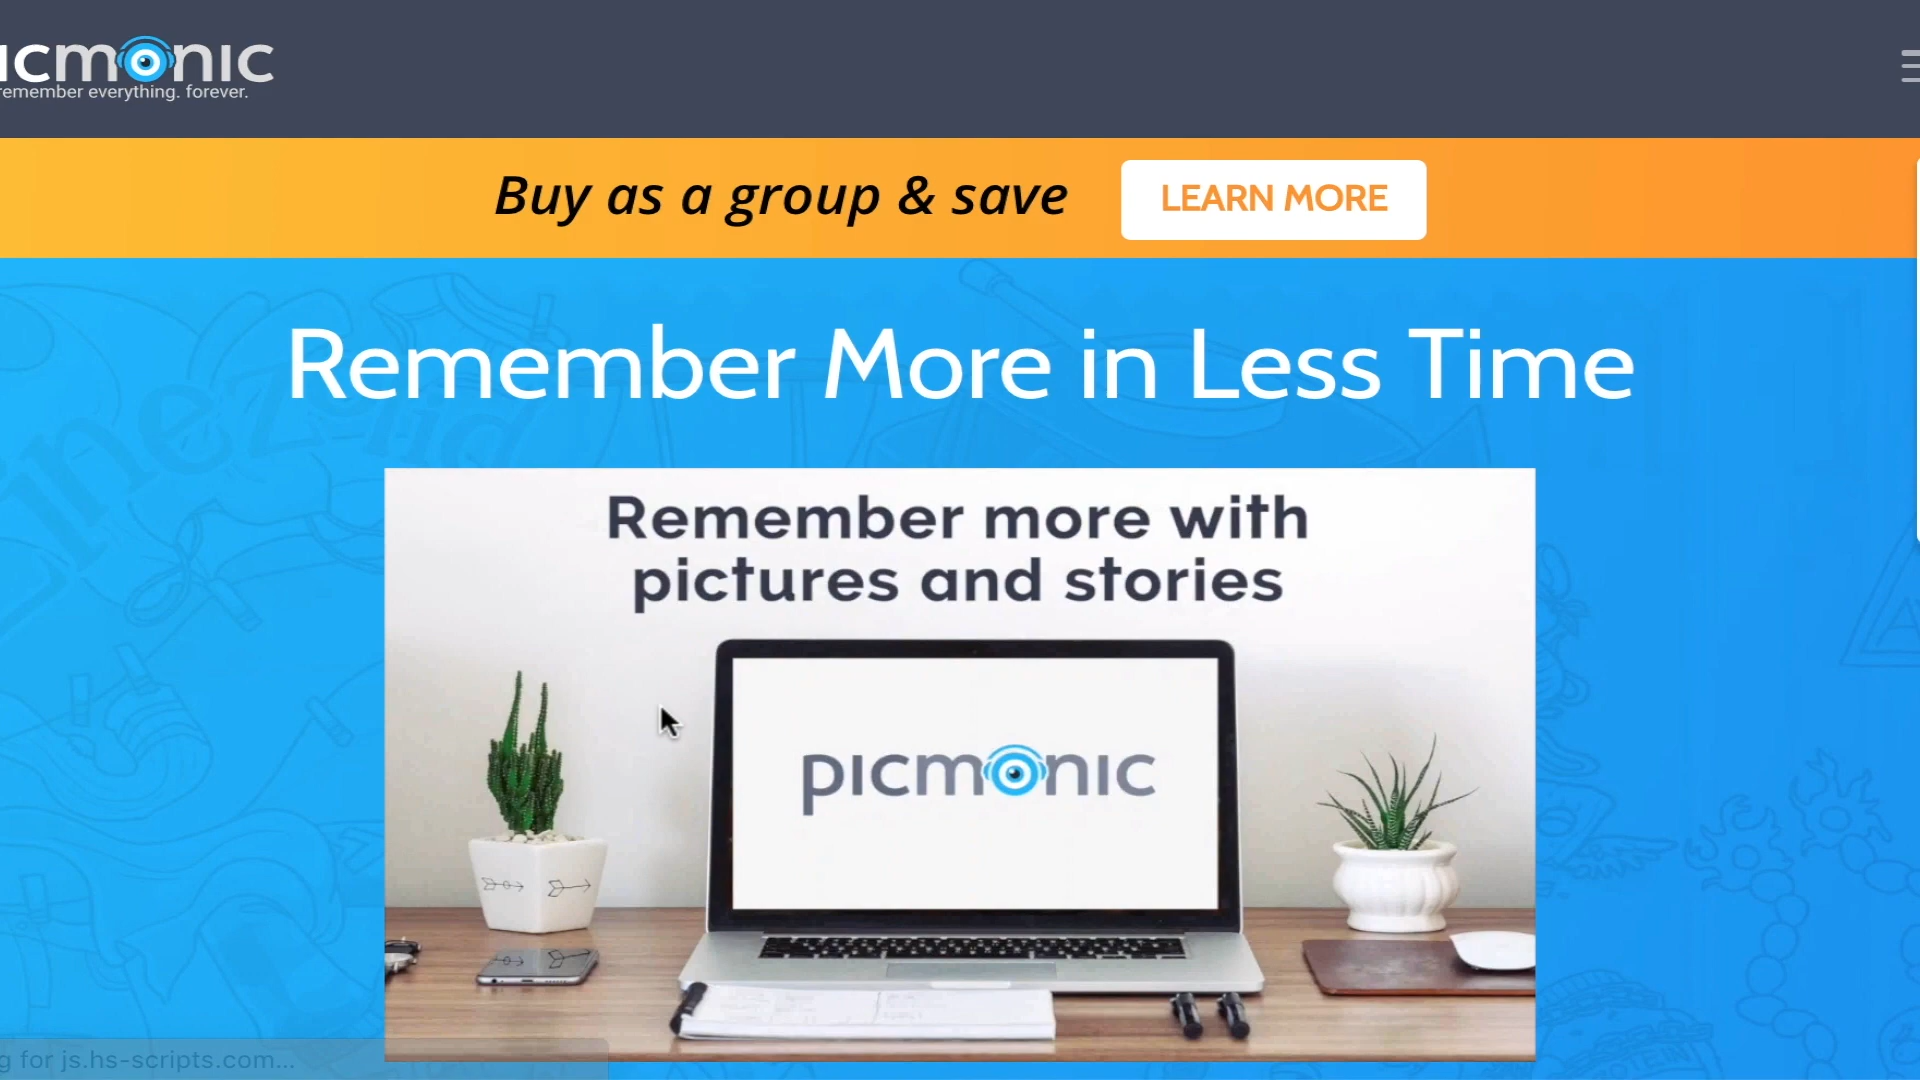 icmonic
remember everything. forever.
Buy as a group & save
LEARN MORE
Remember More in Less Time
Remember more with
pictures and stories
picmonic
g for js.hs-scripts.com...